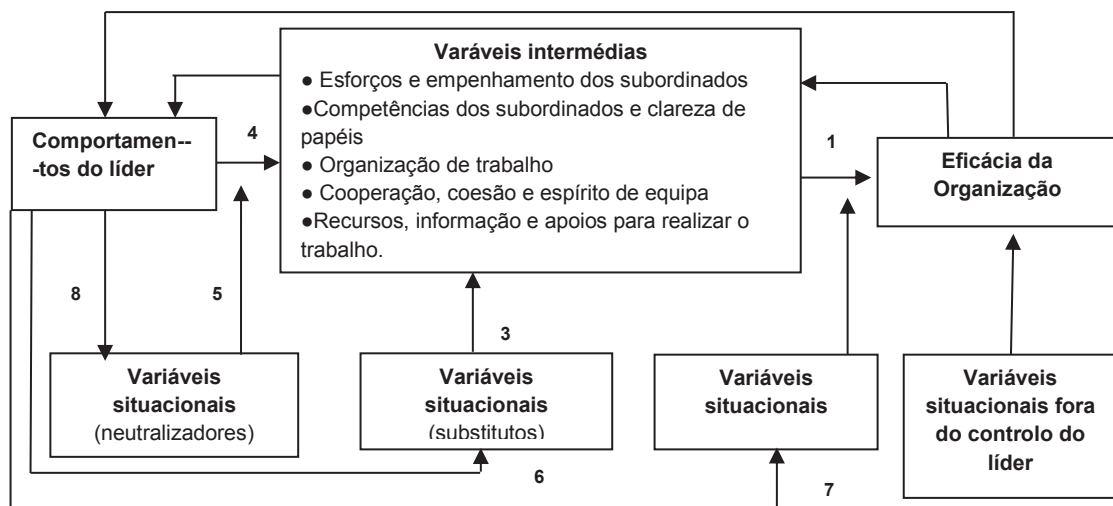 Varáveis intermédias
● Esforços e empenhamento dos subordinados
●Competências dos subordinados e clareza de
papéis
● Organização de trabalho
● Cooperação, coesão e espírito de equipa
●Recursos, informação e apoios para realizar o
trabalho.
Comportamen---
-tos do líder
4
1
Eficácia da
Organização
8
5
3
Variáveis
situacionais
(neutralizadores)
Variáveis
situacionais
(substitutos)
Variáveis
situacionais
Variáveis
situacionais fora
do controlo do
líder
6
7